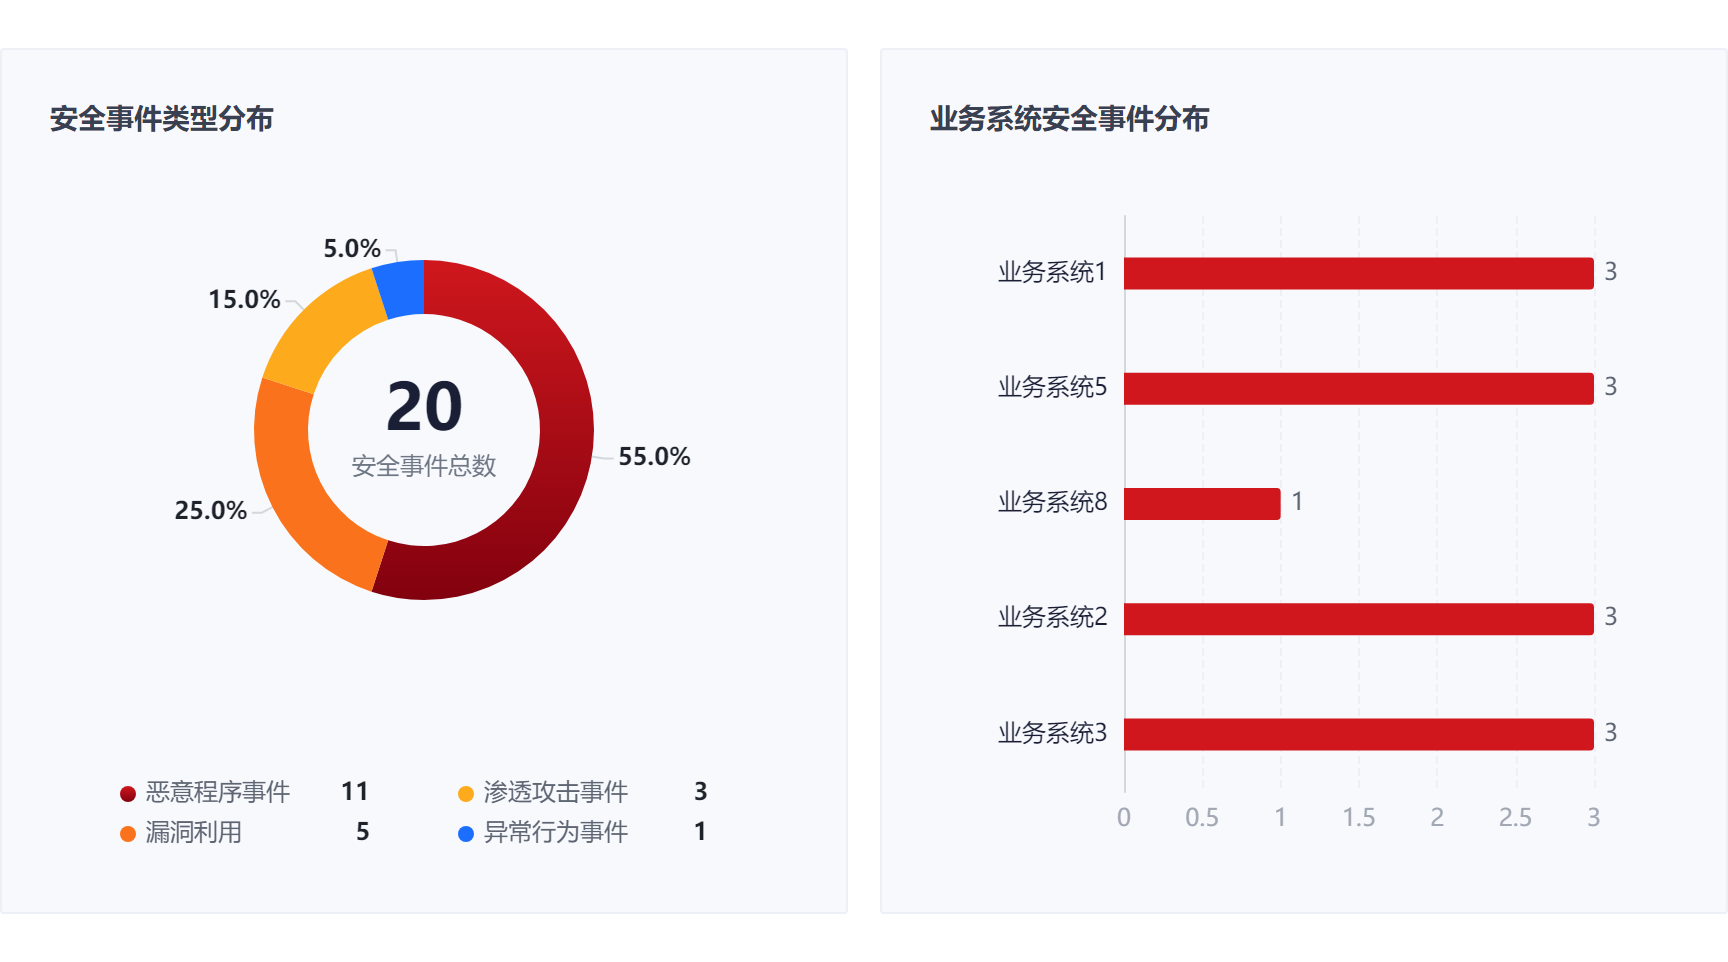 安全事件类型分布
5.0%
15.0%
20
安全事件总数
55.0%
25.0%
恶意程序事件 11 渗透攻击事件 3
漏洞利用 5 异常行为事件 1
业务系统安全事件分布
业务系统1 3
业务系统5 3
业务系统8 1
业务系统2 3
业务系统3 3
0 0.5 1 1.5 2 2.5 3